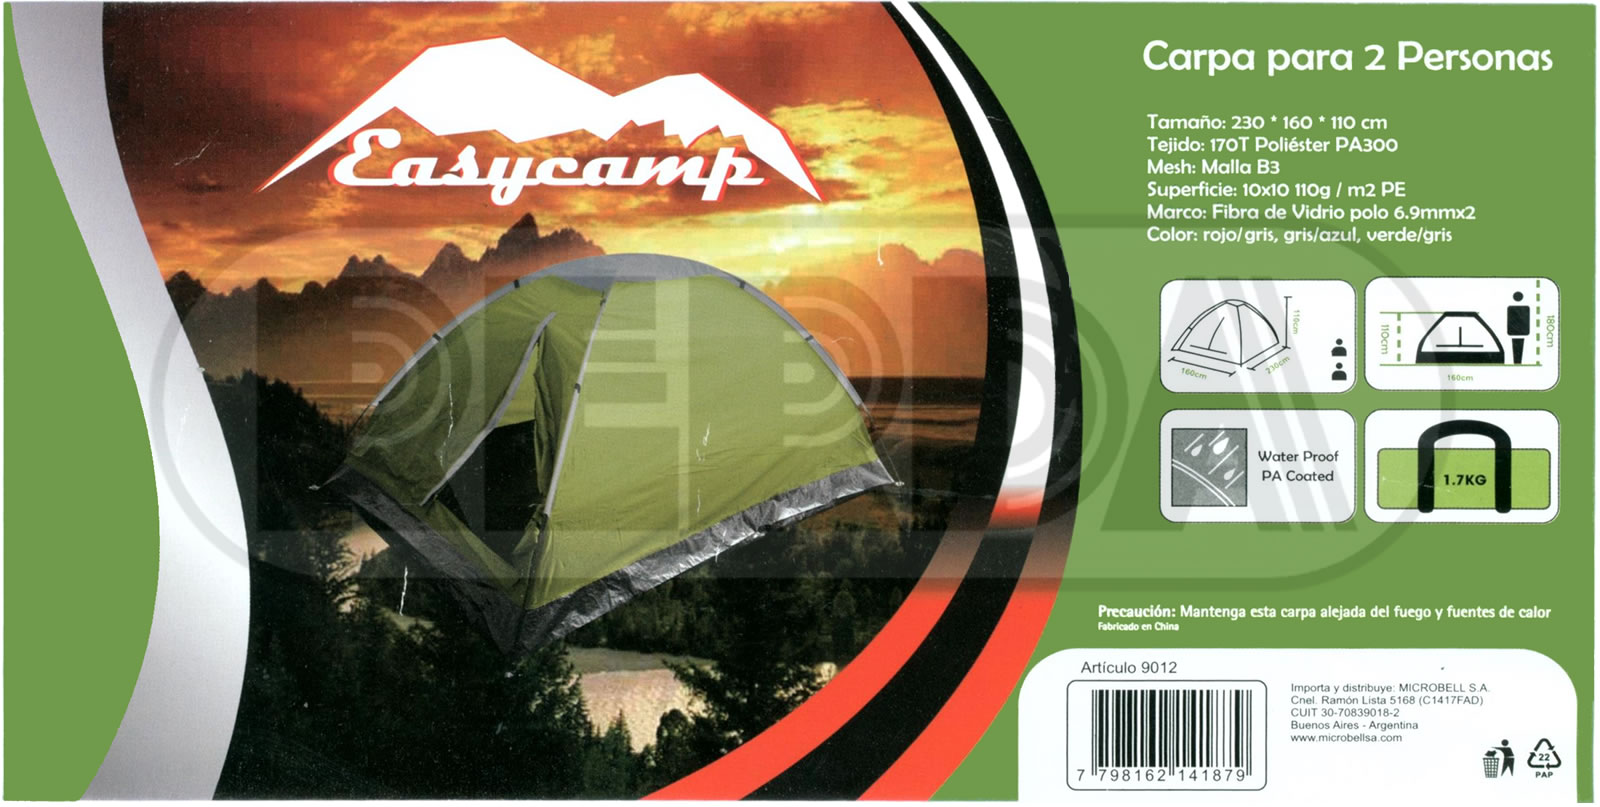 Easycamp
Carpa para 2 Personas
Tamaño: 230 * 160 * 110 cm
Tejido: 170T Poliéster PA300
Mesh: Malla B3
Superficie: 10x10 110g / m2 PE
Marco: Fibra de Vidrio polo 6.9mmx2
Color: rojo/gris, gris/azul, verde/gris
110cm
160cm
230cm
110cm
180cm
160cm
Water Proof
PA Coated
1.7KG
Precaución: Mantenga esta carpa alejada del fuego y fuentes de calor
Fabricado en China
Artículo 9012
7 798162 141879
Importa y distribuye: MICROBELL S.A.
Cnel. Ramón Lista 5168 (C1417FAD)
CUIT 30-70839018-2
Buenos Aires - Argentina
www.microbellsa.com
22
PAP